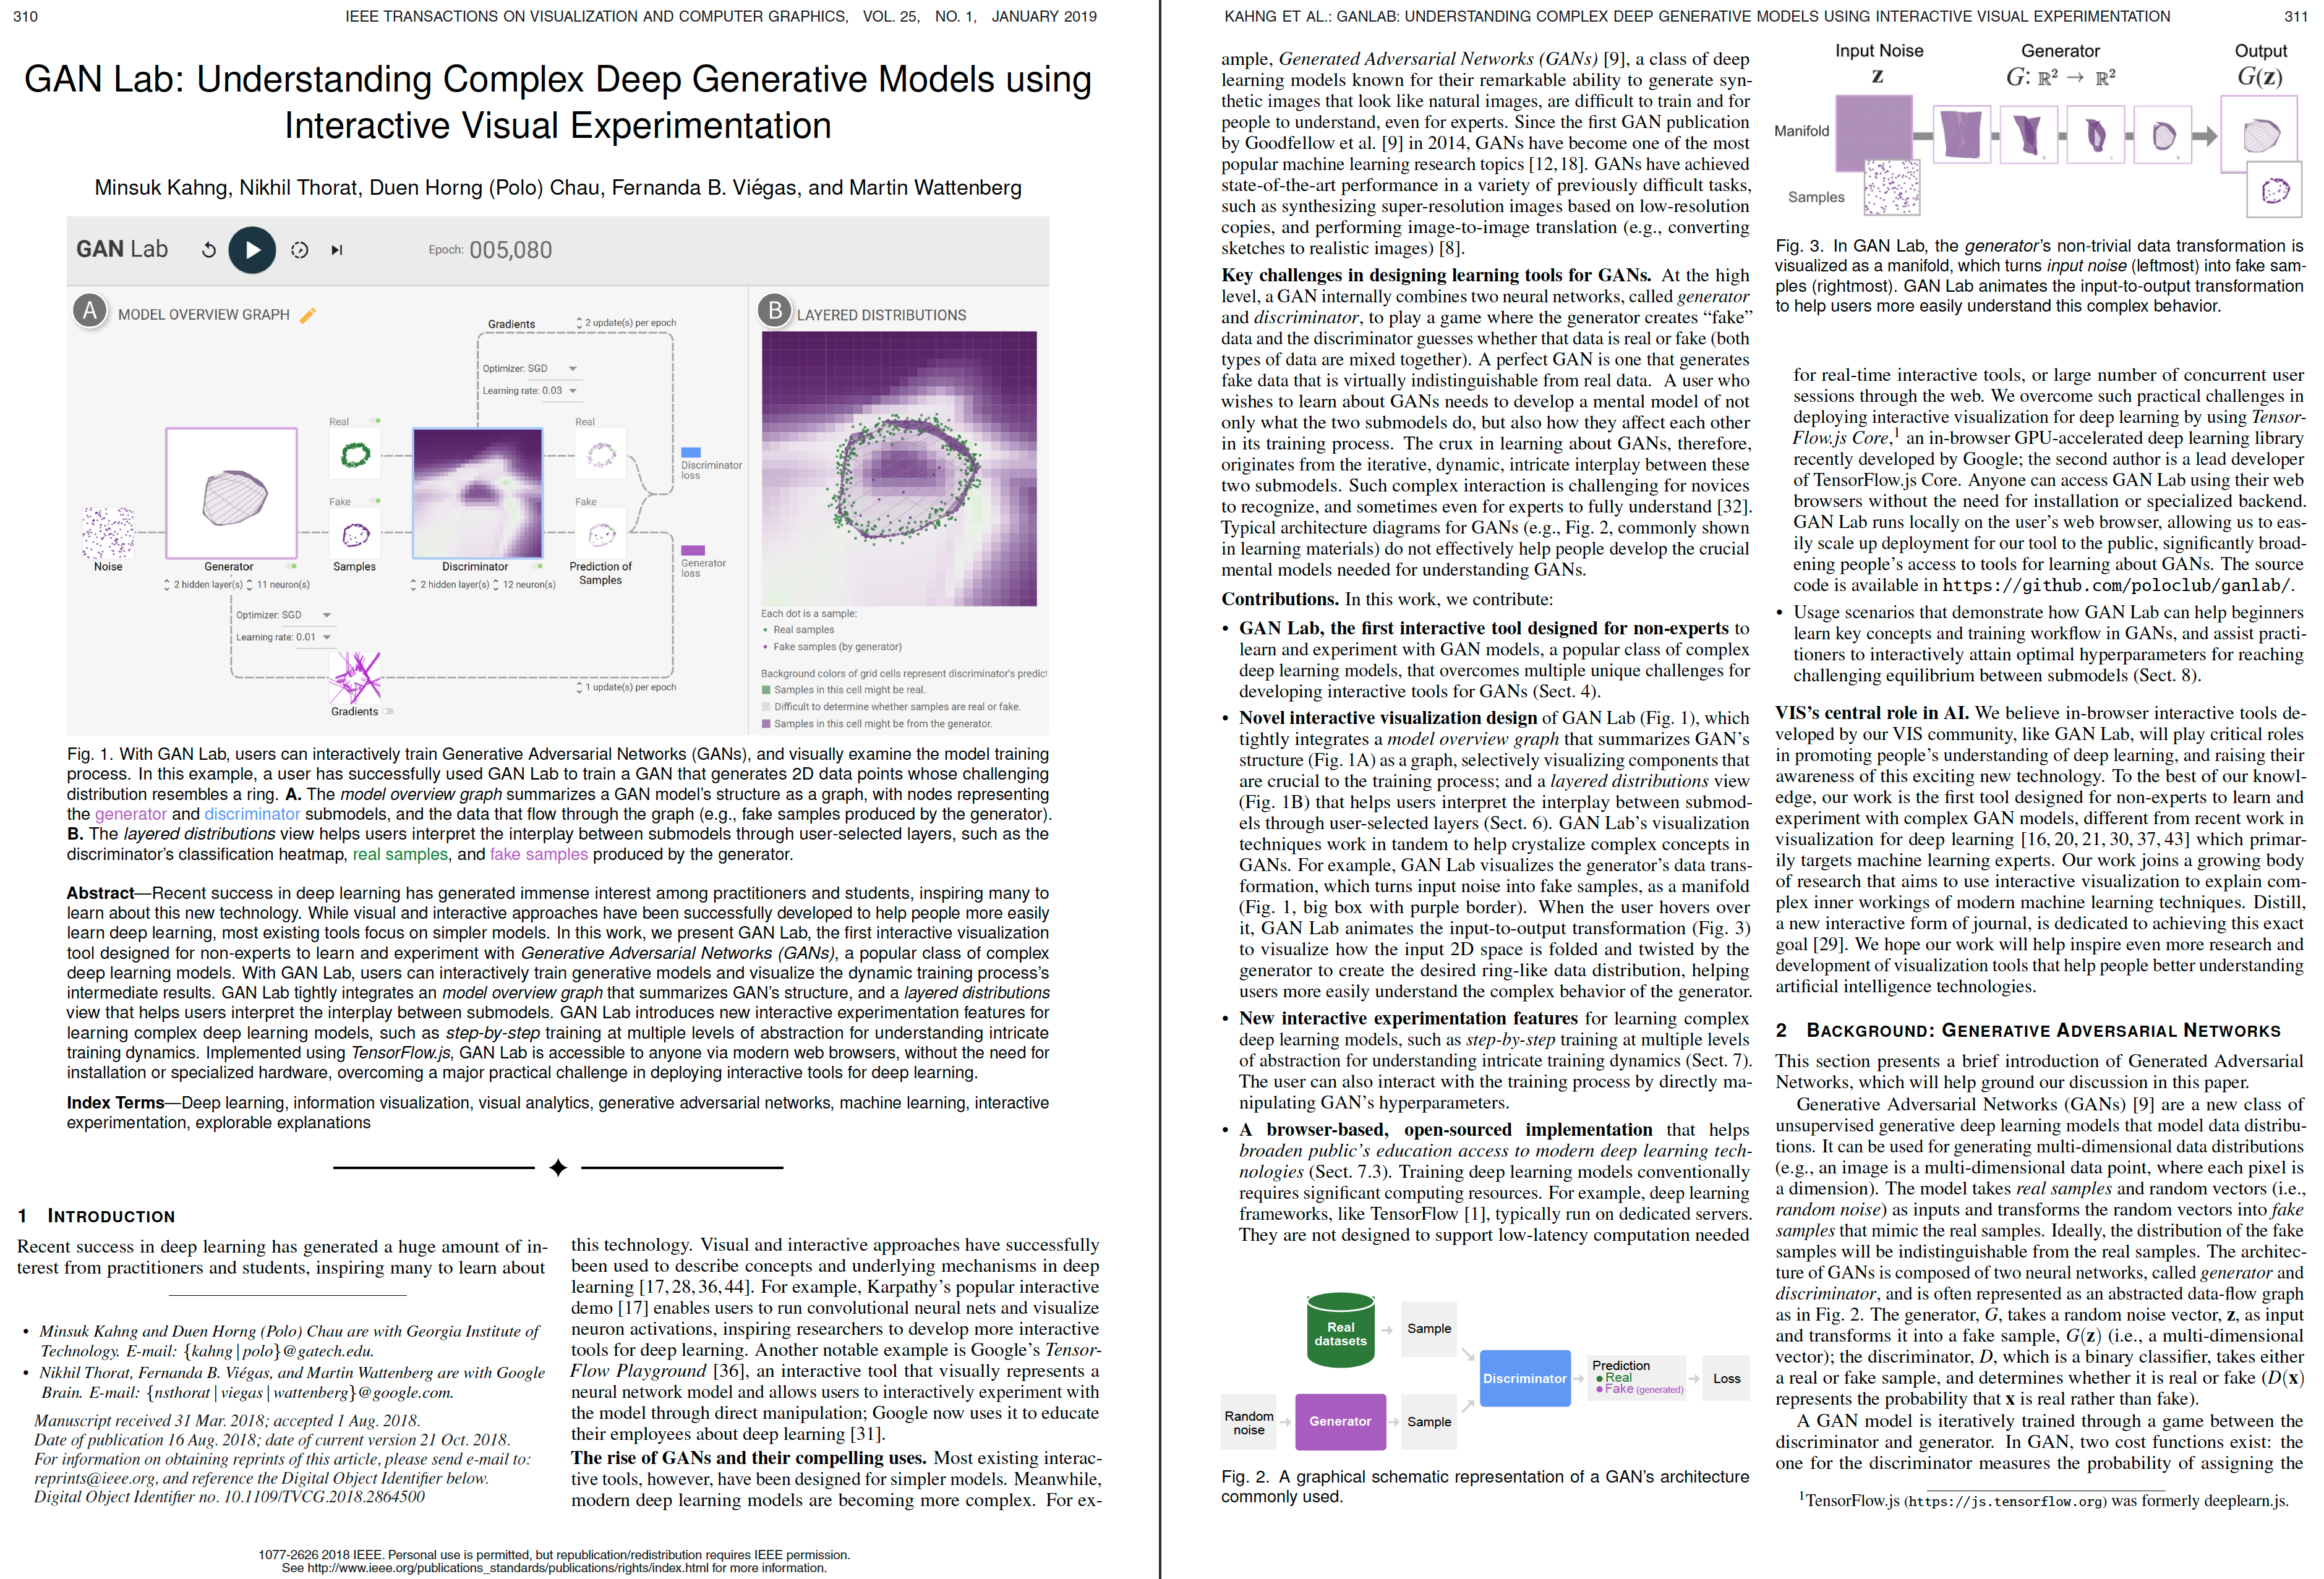 310
IEEE TRANSACTIONS ON VISUALIZATION AND COMPUTER GRAPHICS, VOL. 25, NO. 1, JANUARY 2019
GAN Lab: Understanding Complex Deep Generative Models using
Interactive Visual Experimentation
Minsuk Kahng, Nikhil Thorat, Duen Horng (Polo) Chau, Fernanda B. Viégas, and Martin Wattenberg
GAN Lab
Epoch: 005,080
A MODEL OVERVIEW GRAPH
Gradients
2 update(s) per epoch
Optimizer: SGD
Learning rate: 0.03
Real
Real
Discriminator
loss
Fake
Fake
Generator
loss
Noise
Generator
Samples
Discriminator
Prediction of
Samples
2 hidden layer(s) 11 neuron(s)
2 hidden layer(s) 12 neuron(s)
Optimizer: SGD
Learning rate: 0.01
1 update(s) per epoch
Gradients
B LAYERED DISTRIBUTIONS
Each dot is a sample:
Real samples
Fake samples (by generator)
Background colors of grid cells represent discriminator's predict
Samples in this cell might be real.
Difficult to determine whether samples are real or fake.
Samples in this cell might be from the generator.
Fig. 1. With GAN Lab, users can interactively train Generative Adversarial Networks (GANs), and visually examine the model training
process. In this example, a user has successfully used GAN Lab to train a GAN that generates 2D data points whose challenging
distribution resembles a ring. A. The model overview graph summarizes a GAN model's structure as a graph, with nodes representing
the generator and discriminator submodels, and the data that flow through the graph (e.g., fake samples produced by the generator).
B. The layered distributions view helps users interpret the interplay between submodels through user-selected layers, such as the
discriminator's classification heatmap, real samples, and fake samples produced by the generator.
Abstract—Recent success in deep learning has generated immense interest among practitioners and students, inspiring many to
learn about this new technology. While visual and interactive approaches have been successfully developed to help people more easily
learn deep learning, most existing tools focus on simpler models. In this work, we present GAN Lab, the first interactive visualization
tool designed for non-experts to learn and experiment with Generative Adversarial Networks (GANs), a popular class of complex
deep learning models. With GAN Lab, users can interactively train generative models and visualize the dynamic training process's
intermediate results. GAN Lab tightly integrates an model overview graph that summarizes GAN's structure, and a layered distributions
view that helps users interpret the interplay between submodels. GAN Lab introduces new interactive experimentation features for
learning complex deep learning models, such as step-by-step training at multiple levels of abstraction for understanding intricate
training dynamics. Implemented using TensorFlow.js, GAN Lab is accessible to anyone via modern web browsers, without the need for
installation or specialized hardware, overcoming a major practical challenge in deploying interactive tools for deep learning.
Index Terms—Deep learning, information visualization, visual analytics, generative adversarial networks, machine learning, interactive
experimentation, explorable explanations
1 INTRODUCTION
Recent success in deep learning has generated a huge amount of in-
terest from practitioners and students, inspiring many to learn about
• Minsuk Kahng and Duen Horng (Polo) Chau are with Georgia Institute of
Technology. E-mail: {kahng|polo}@gatech.edu.
• Nikhil Thorat, Fernanda B. Viégas, and Martin Wattenberg are with Google
Brain. E-mail: {nsthorat|viegas|wattenberg}@google.com.
Manuscript received 31 Mar. 2018; accepted 1 Aug. 2018.
Date of publication 16 Aug. 2018; date of current version 21 Oct. 2018.
For information on obtaining reprints of this article, please send e-mail to:
reprints@ieee.org, and reference the Digital Object Identifier below.
Digital Object Identifier no. 10.1109/TVCG.2018.2864500
this technology. Visual and interactive approaches have successfully
been used to describe concepts and underlying mechanisms in deep
learning [17,28,36,44]. For example, Karpathy's popular interactive
demo [17] enables users to run convolutional neural nets and visualize
neuron activations, inspiring researchers to develop more interactive
tools for deep learning. Another notable example is Google's Tensor-
Flow Playground [36], an interactive tool that visually represents a
neural network model and allows users to interactively experiment with
the model through direct manipulation; Google now uses it to educate
their employees about deep learning [31].
The rise of GANs and their compelling uses. Most existing interac-
tive tools, however, have been designed for simpler models. Meanwhile,
modern deep learning models are becoming more complex. For ex-
1077-2626 2018 IEEE. Personal use is permitted, but republication/redistribution requires IEEE permission.
See http://www.ieee.org/publications_standards/publications/rights/index.html for more information.
KAHNG ET AL.: GANLAB: UNDERSTANDING COMPLEX DEEP GENERATIVE MODELS USING INTERACTIVE VISUAL EXPERIMENTATION
311
ample, Generated Adversarial Networks (GANs) [9], a class of deep
learning models known for their remarkable ability to generate syn-
thetic images that look like natural images, are difficult to train and for
people to understand, even for experts. Since the first GAN publication
by Goodfellow et al. [9] in 2014, GANs have become one of the most
popular machine learning research topics [12,18]. GANs have achieved
state-of-the-art performance in a variety of previously difficult tasks,
such as synthesizing super-resolution images based on low-resolution
copies, and performing image-to-image translation (e.g., converting
sketches to realistic images) [8].
Key challenges in designing learning tools for GANs. At the high
level, a GAN internally combines two neural networks, called generator
and discriminator, to play a game where the generator creates “fake”
data and the discriminator guesses whether that data is real or fake (both
types of data are mixed together). A perfect GAN is one that generates
fake data that is virtually indistinguishable from real data. A user who
wishes to learn about GANs needs to develop a mental model of not
only what the two submodels do, but also how they affect each other
in its training process. The crux in learning about GANs, therefore,
originates from the iterative, dynamic, intricate interplay between these
two submodels. Such complex interaction is challenging for novices
to recognize, and sometimes even for experts to fully understand [32].
Typical architecture diagrams for GANs (e.g., Fig. 2, commonly shown
in learning materials) do not effectively help people develop the crucial
mental models needed for understanding GANs.
Contributions. In this work, we contribute:
• GAN Lab, the first interactive tool designed for non-experts to
learn and experiment with GAN models, a popular class of complex
deep learning models, that overcomes multiple unique challenges for
developing interactive tools for GANs (Sect. 4).
• Novel interactive visualization design of GAN Lab (Fig. 1), which
tightly integrates a model overview graph that summarizes GAN's
structure (Fig. 1A) as a graph, selectively visualizing components that
are crucial to the training process; and a layered distributions view
(Fig. 1B) that helps users interpret the interplay between submod-
els through user-selected layers (Sect. 6). GAN Lab's visualization
techniques work in tandem to help crystalize complex concepts in
GANs. For example, GAN Lab visualizes the generator's data trans-
formation, which turns input noise into fake samples, as a manifold
(Fig. 1, big box with purple border). When the user hovers over
it, GAN Lab animates the input-to-output transformation (Fig. 3)
to visualize how the input 2D space is folded and twisted by the
generator to create the desired ring-like data distribution, helping
users more easily understand the complex behavior of the generator.
• New interactive experimentation features for learning complex
deep learning models, such as step-by-step training at multiple levels
of abstraction for understanding intricate training dynamics (Sect. 7).
The user can also interact with the training process by directly ma-
nipulating GAN's hyperparameters.
• A browser-based, open-sourced implementation that helps
broaden public's education access to modern deep learning tech-
nologies (Sect. 7.3). Training deep learning models conventionally
requires significant computing resources. For example, deep learning
frameworks, like TensorFlow [1], typically run on dedicated servers.
They are not designed to support low-latency computation needed
Real
datasets
Sample
Random
noise
Generator
Sample
Discriminator
Prediction
Real
Fake (generated)
Loss
Fig. 2. A graphical schematic representation of a GAN's architecture
commonly used.
Input Noise
z
Generator
G: ℝ² → ℝ²
Output
G(z)
Manifold
Samples
Fig. 3. In GAN Lab, the generator's non-trivial data transformation is
visualized as a manifold, which turns input noise (leftmost) into fake sam-
ples (rightmost). GAN Lab animates the input-to-output transformation
to help users more easily understand this complex behavior.
for real-time interactive tools, or large number of concurrent user
sessions through the web. We overcome such practical challenges in
deploying interactive visualization for deep learning by using Tensor-
Flow.js Core,¹ an in-browser GPU-accelerated deep learning library
recently developed by Google; the second author is a lead developer
of TensorFlow.js Core. Anyone can access GAN Lab using their web
browsers without the need for installation or specialized backend.
GAN Lab runs locally on the user's web browser, allowing us to eas-
ily scale up deployment for our tool to the public, significantly broad-
ening people's access to tools for learning about GANs. The source
code is available in https://github.com/poloclub/ganlab/.
• Usage scenarios that demonstrate how GAN Lab can help beginners
learn key concepts and training workflow in GANs, and assist practi-
tioners to interactively attain optimal hyperparameters for reaching
challenging equilibrium between submodels (Sect. 8).
VIS's central role in AI. We believe in-browser interactive tools de-
veloped by our VIS community, like GAN Lab, will play critical roles
in promoting people's understanding of deep learning, and raising their
awareness of this exciting new technology. To the best of our knowl-
edge, our work is the first tool designed for non-experts to learn and
experiment with complex GAN models, different from recent work in
visualization for deep learning [16,20,21,30,37,43] which primar-
ily targets machine learning experts. Our work joins a growing body
of research that aims to use interactive visualization to explain com-
plex inner workings of modern machine learning techniques. Distill,
a new interactive form of journal, is dedicated to achieving this exact
goal [29]. We hope our work will help inspire even more research and
development of visualization tools that help people better understanding
artificial intelligence technologies.
2 BACKGROUND: GENERATIVE ADVERSARIAL NETWORKS
This section presents a brief introduction of Generated Adversarial
Networks, which will help ground our discussion in this paper.
Generative Adversarial Networks (GANs) [9] are a new class of
unsupervised generative deep learning models that model data distribu-
tions. It can be used for generating multi-dimensional data distributions
(e.g., an image is a multi-dimensional data point, where each pixel is
a dimension). The model takes real samples and random vectors (i.e.,
random noise) as inputs and transforms the random vectors into fake
samples that mimic the real samples. Ideally, the distribution of the fake
samples will be indistinguishable from the real samples. The architec-
ture of GANs is composed of two neural networks, called generator and
discriminator, and is often represented as an abstracted data-flow graph
as in Fig. 2. The generator, G, takes a random noise vector, z, as input
and transforms it into a fake sample, G(z) (i.e., a multi-dimensional
vector); the discriminator, D, which is a binary classifier, takes either
a real or fake sample, and determines whether it is real or fake (D(x)
represents the probability that x is real rather than fake).
A GAN model is iteratively trained through a game between the
discriminator and generator. In GAN, two cost functions exist: the
one for the discriminator measures the probability of assigning the
¹TensorFlow.js (https://js.tensorflow.org) was formerly deeplearn.js.